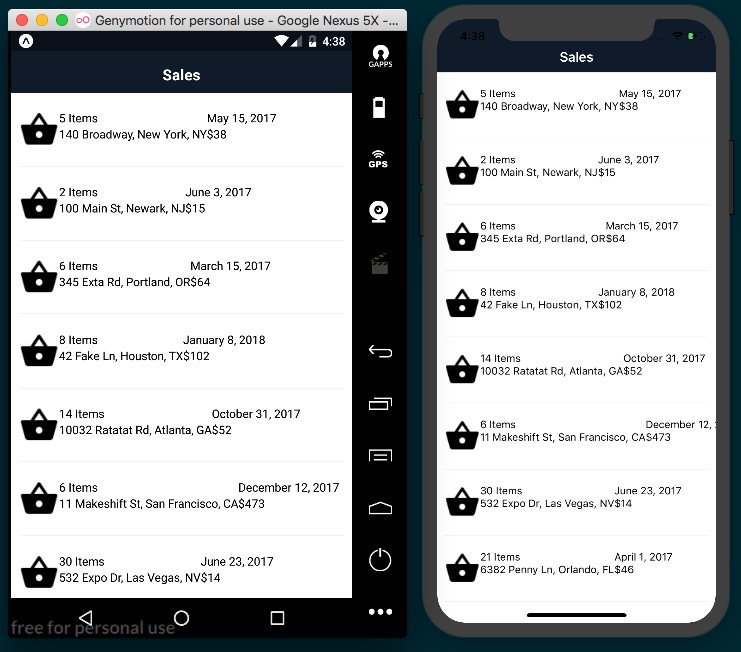 Genymotion for personal use - Google Nexus 5X -...
4:38
Sales
5 Items May 15, 2017
140 Broadway, New York, NY$38
2 Items June 3, 2017
100 Main St, Newark, NJ$15
6 Items March 15, 2017
345 Exta Rd, Portland, OR$64
8 Items January 8, 2018
42 Fake Ln, Houston, TX$102
14 Items October 31, 2017
10032 Ratatat Rd, Atlanta, GA$52
6 Items December 12, 2017
11 Makeshift St, San Francisco, CA$473
30 Items June 23, 2017
532 Expo Dr, Las Vegas, NV$14
free for personal use
GAPPS
GPS
4:38
Sales
5 Items May 15, 2017
140 Broadway, New York, NY$38
2 Items June 3, 2017
100 Main St, Newark, NJ$15
6 Items March 15, 2017
345 Exta Rd, Portland, OR$64
8 Items January 8, 2018
42 Fake Ln, Houston, TX$102
14 Items October 31, 2017
10032 Ratatat Rd, Atlanta, GA$52
6 Items December 12,
11 Makeshift St, San Francisco, CA$473
30 Items June 23, 2017
532 Expo Dr, Las Vegas, NV$14
21 Items April 1, 2017
6382 Penny Ln, Orlando, FL$46